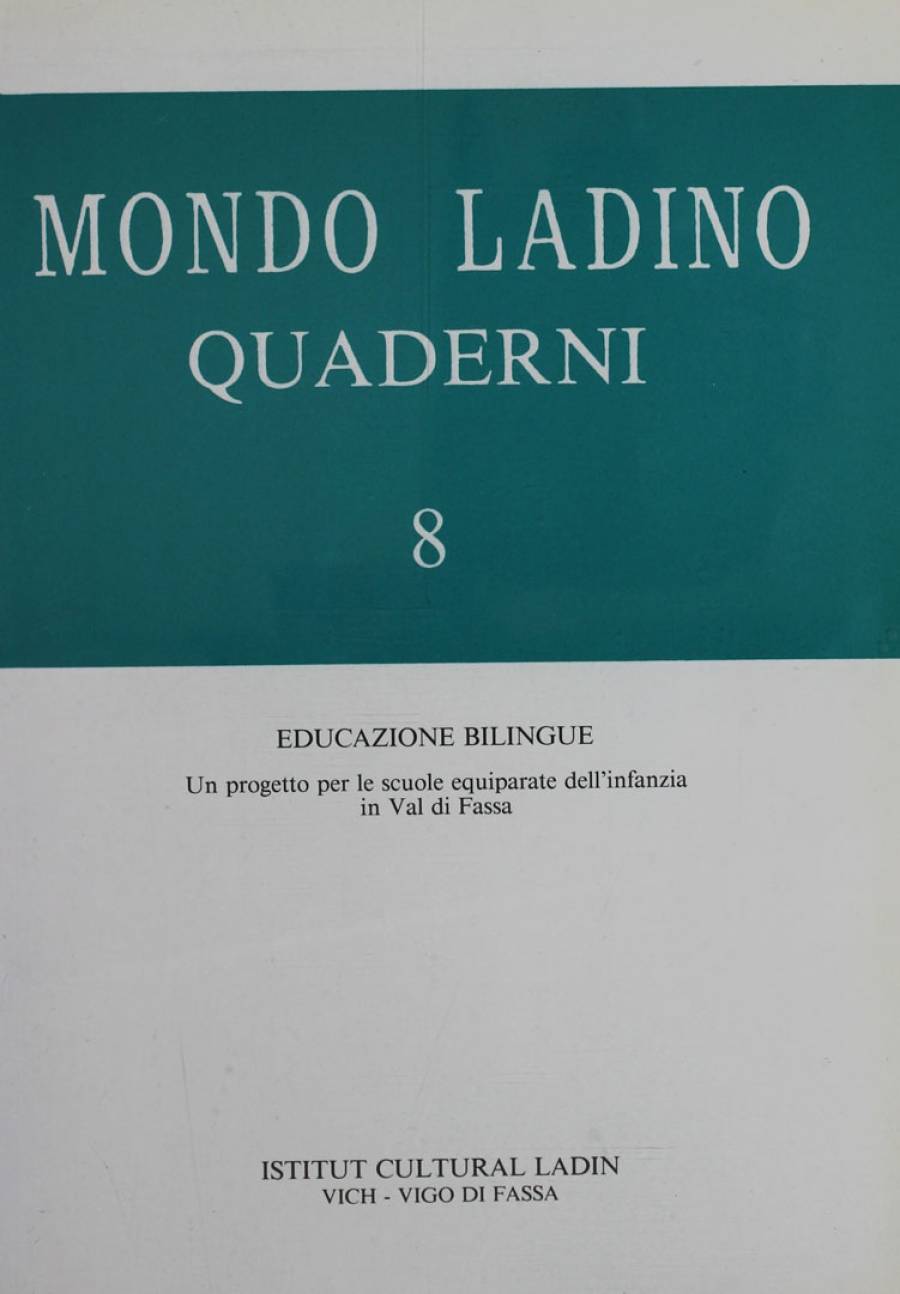 MONDO LADINO
QUADERNI
8
EDUCAZIONE BILINGUE
Un progetto per le scuole equiparate dell'infanzia
in Val di Fassa
ISTITUT CULTURAL LADIN
VICH - VIGO DI FASSA